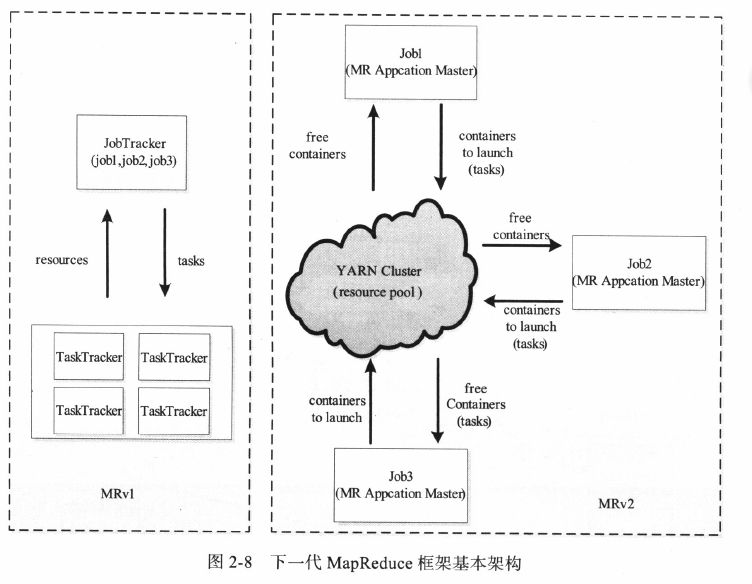 JobTracker
(job1,job2,job3)
resources
tasks
TaskTracker
TaskTracker
TaskTracker
TaskTracker
MRv1
Job1
(MR Appcation Master)
free
containers
containers
to launch
(tasks)
YARN Cluster
(resource pool)
free
containers
Job2
(MR Appcation Master)
containers
to launch
(tasks)
containers
to launch
free
Containers
(tasks)
Job3
(MR Appcation Master)
MRv2
图 2-8 下一代 MapReduce 框架基本架构